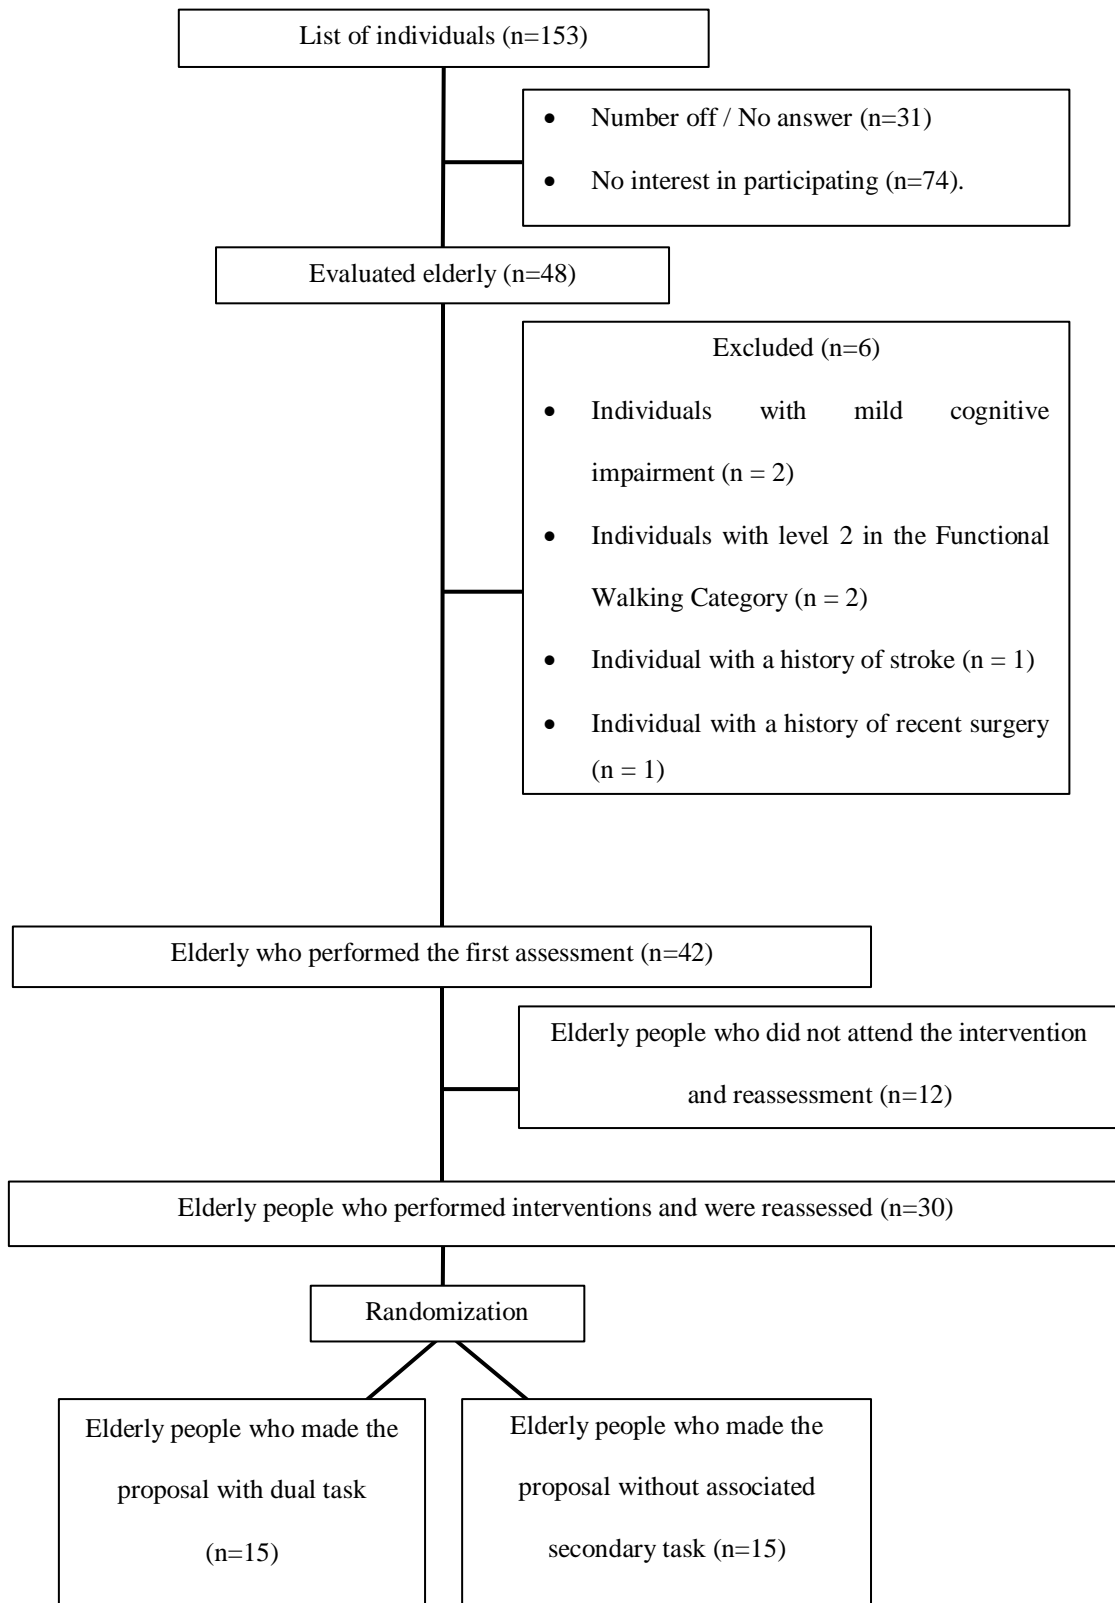 List of individuals (n=153)
• Number off / No answer (n=31)
• No interest in participating (n=74).
Evaluated elderly (n=48)
Excluded (n=6)
• Individuals with mild cognitive
impairment (n = 2)
• Individuals with level 2 in the Functional
Walking Category (n = 2)
• Individual with a history of stroke (n = 1)
• Individual with a history of recent surgery
(n = 1)
Elderly who performed the first assessment (n=42)
Elderly people who did not attend the intervention
and reassessment (n=12)
Elderly people who performed interventions and were reassessed (n=30)
Randomization
Elderly people who made the
proposal with dual task
(n=15)
Elderly people who made the
proposal without associated
secondary task (n=15)